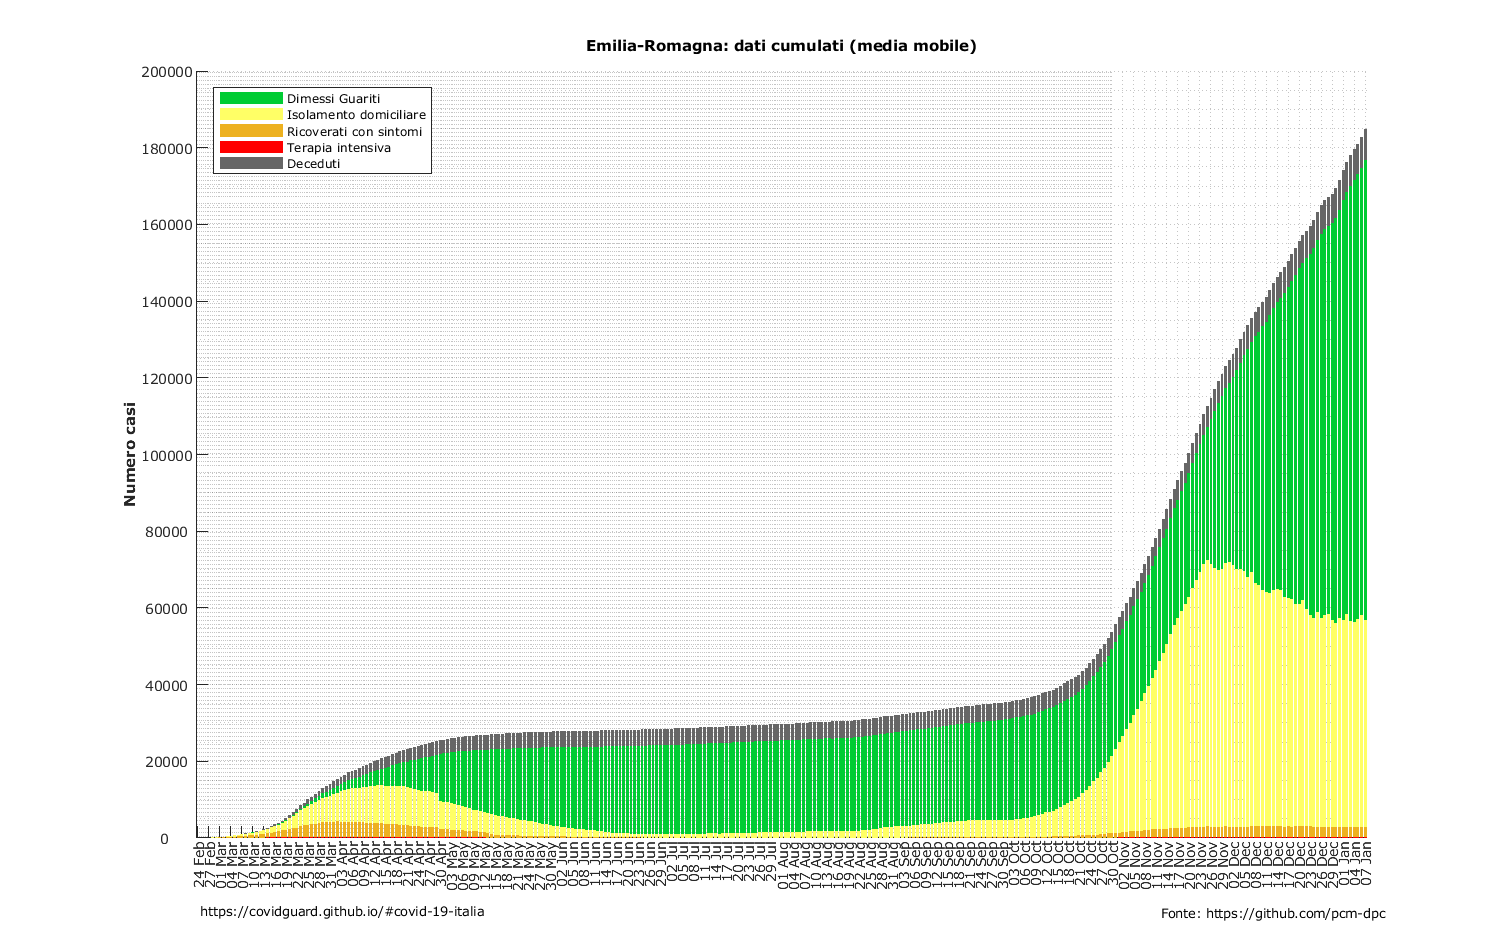 Emilia-Romagna: dati cumulati (media mobile)
200000
180000
160000
140000
120000
100000
80000
60000
40000
20000
0
Numero casi
Dimessi Guariti
Isolamento domiciliare
Ricoverati con sintomi
Terapia intensiva
Deceduti
24 Feb
27 Feb
01 Mar
04 Mar
07 Mar
10 Mar
13 Mar
16 Mar
19 Mar
22 Mar
25 Mar
28 Mar
31 Mar
03 Apr
06 Apr
09 Apr
12 Apr
15 Apr
18 Apr
21 Apr
24 Apr
27 Apr
30 Apr
03 May
06 May
09 May
12 May
15 May
18 May
21 May
24 May
27 May
30 May
02 Jun
05 Jun
08 Jun
11 Jun
14 Jun
17 Jun
20 Jun
23 Jun
26 Jun
29 Jun
02 Jul
05 Jul
08 Jul
11 Jul
14 Jul
17 Jul
20 Jul
23 Jul
26 Jul
29 Jul
01 Aug
04 Aug
07 Aug
10 Aug
13 Aug
16 Aug
19 Aug
22 Aug
25 Aug
28 Aug
31 Aug
03 Sep
06 Sep
09 Sep
12 Sep
15 Sep
18 Sep
21 Sep
24 Sep
27 Sep
30 Sep
03 Oct
06 Oct
09 Oct
12 Oct
15 Oct
18 Oct
21 Oct
24 Oct
27 Oct
30 Oct
02 Nov
05 Nov
08 Nov
11 Nov
14 Nov
17 Nov
20 Nov
23 Nov
26 Nov
29 Nov
02 Dec
05 Dec
08 Dec
11 Dec
14 Dec
17 Dec
20 Dec
23 Dec
26 Dec
29 Dec
01 Jan
04 Jan
07 Jan
https://covidguard.github.io/#covid-19-italia
Fonte: https://github.com/pcm-dpc